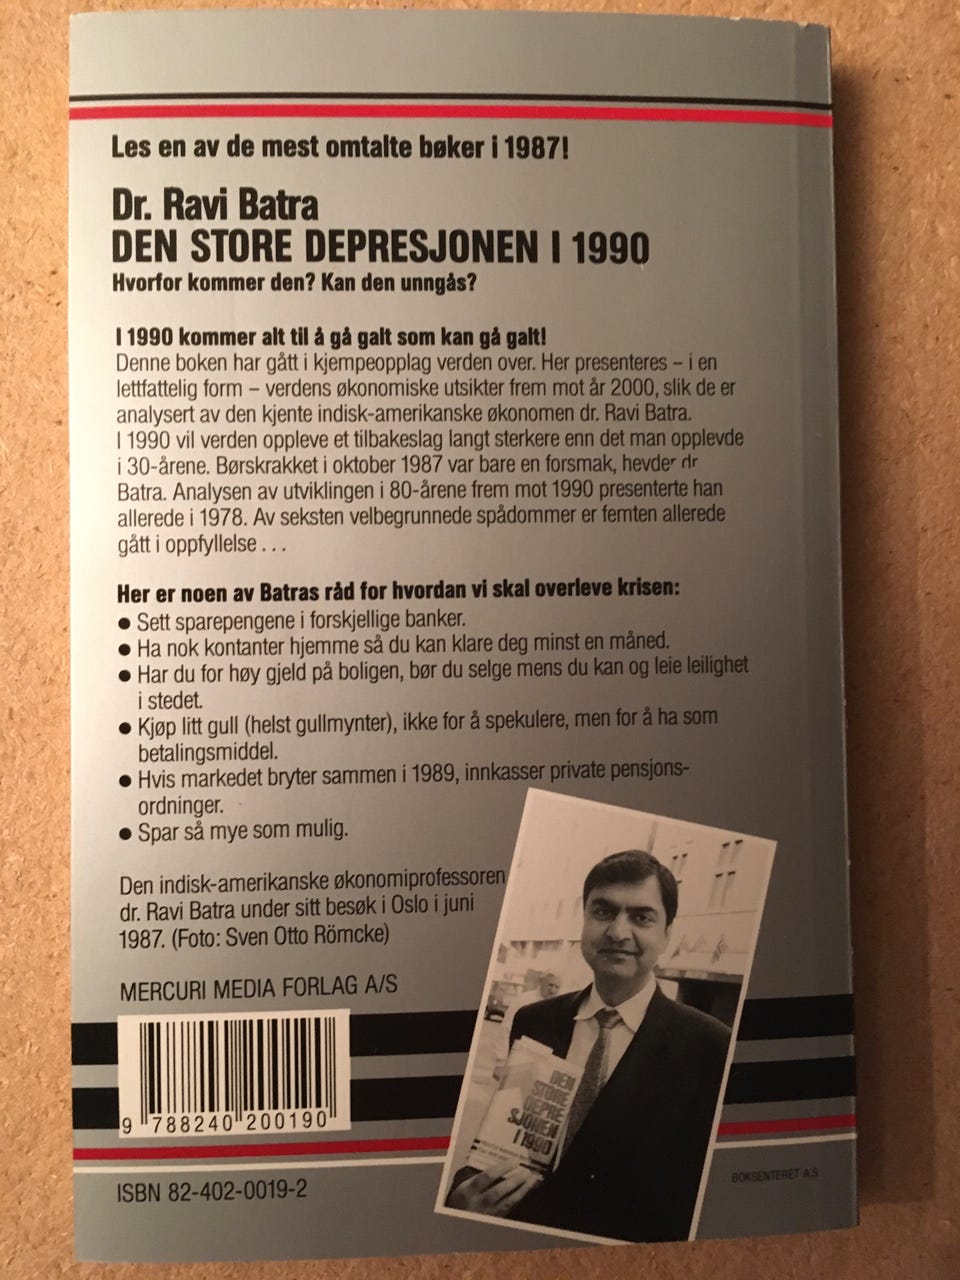 Les en av de mest omtalte bøker i 1987!
Dr. Ravi Batra
DEN STORE DEPRESJONEN I 1990
Hvorfor kommer den? Kan den unngås?
I 1990 kommer alt til å gå galt som kan gå galt!
Denne boken har gått i kjempeopplag verden over. Her presenteres – i en
lettfattelig form – verdens økonomiske utsikter frem mot år 2000, slik de er
analysert av den kjente indisk-amerikanske økonomen dr. Ravi Batra.
I 1990 vil verden oppleve et tilbakeslag langt sterkere enn det man opplevde
i 30-årene. Børskrakket i oktober 1987 var bare en forsmak, hevder dr
Batra. Analysen av utviklingen i 80-årene frem mot 1990 presenterte han
allerede i 1978. Av seksten velbegrunnede spådommer er femten allerede
gått i oppfyllelse . . .
Her er noen av Batras råd for hvordan vi skal overleve krisen:
● Sett sparepengene i forskjellige banker.
● Ha nok kontanter hjemme så du kan klare deg minst en måned.
● Har du for høy gjeld på boligen, bør du selge mens du kan og leie leilighet
i stedet.
● Kjøp litt gull (helst gullmynter), ikke for å spekulere, men for å ha som
betalingsmiddel.
● Hvis markedet bryter sammen i 1989, innkasser private pensjons-
ordninger.
● Spar så mye som mulig.
Den indisk-amerikanske økonomiprofessoren
dr. Ravi Batra under sitt besøk i Oslo i juni
1987. (Foto: Sven Otto Römcke)
MERCURI MEDIA FORLAG A/S
9 788240 200190
ISBN 82-402-0019-2
DEN
STORE
DEPRE
SJONEN
I 1990
BOKSENTERET A.S.